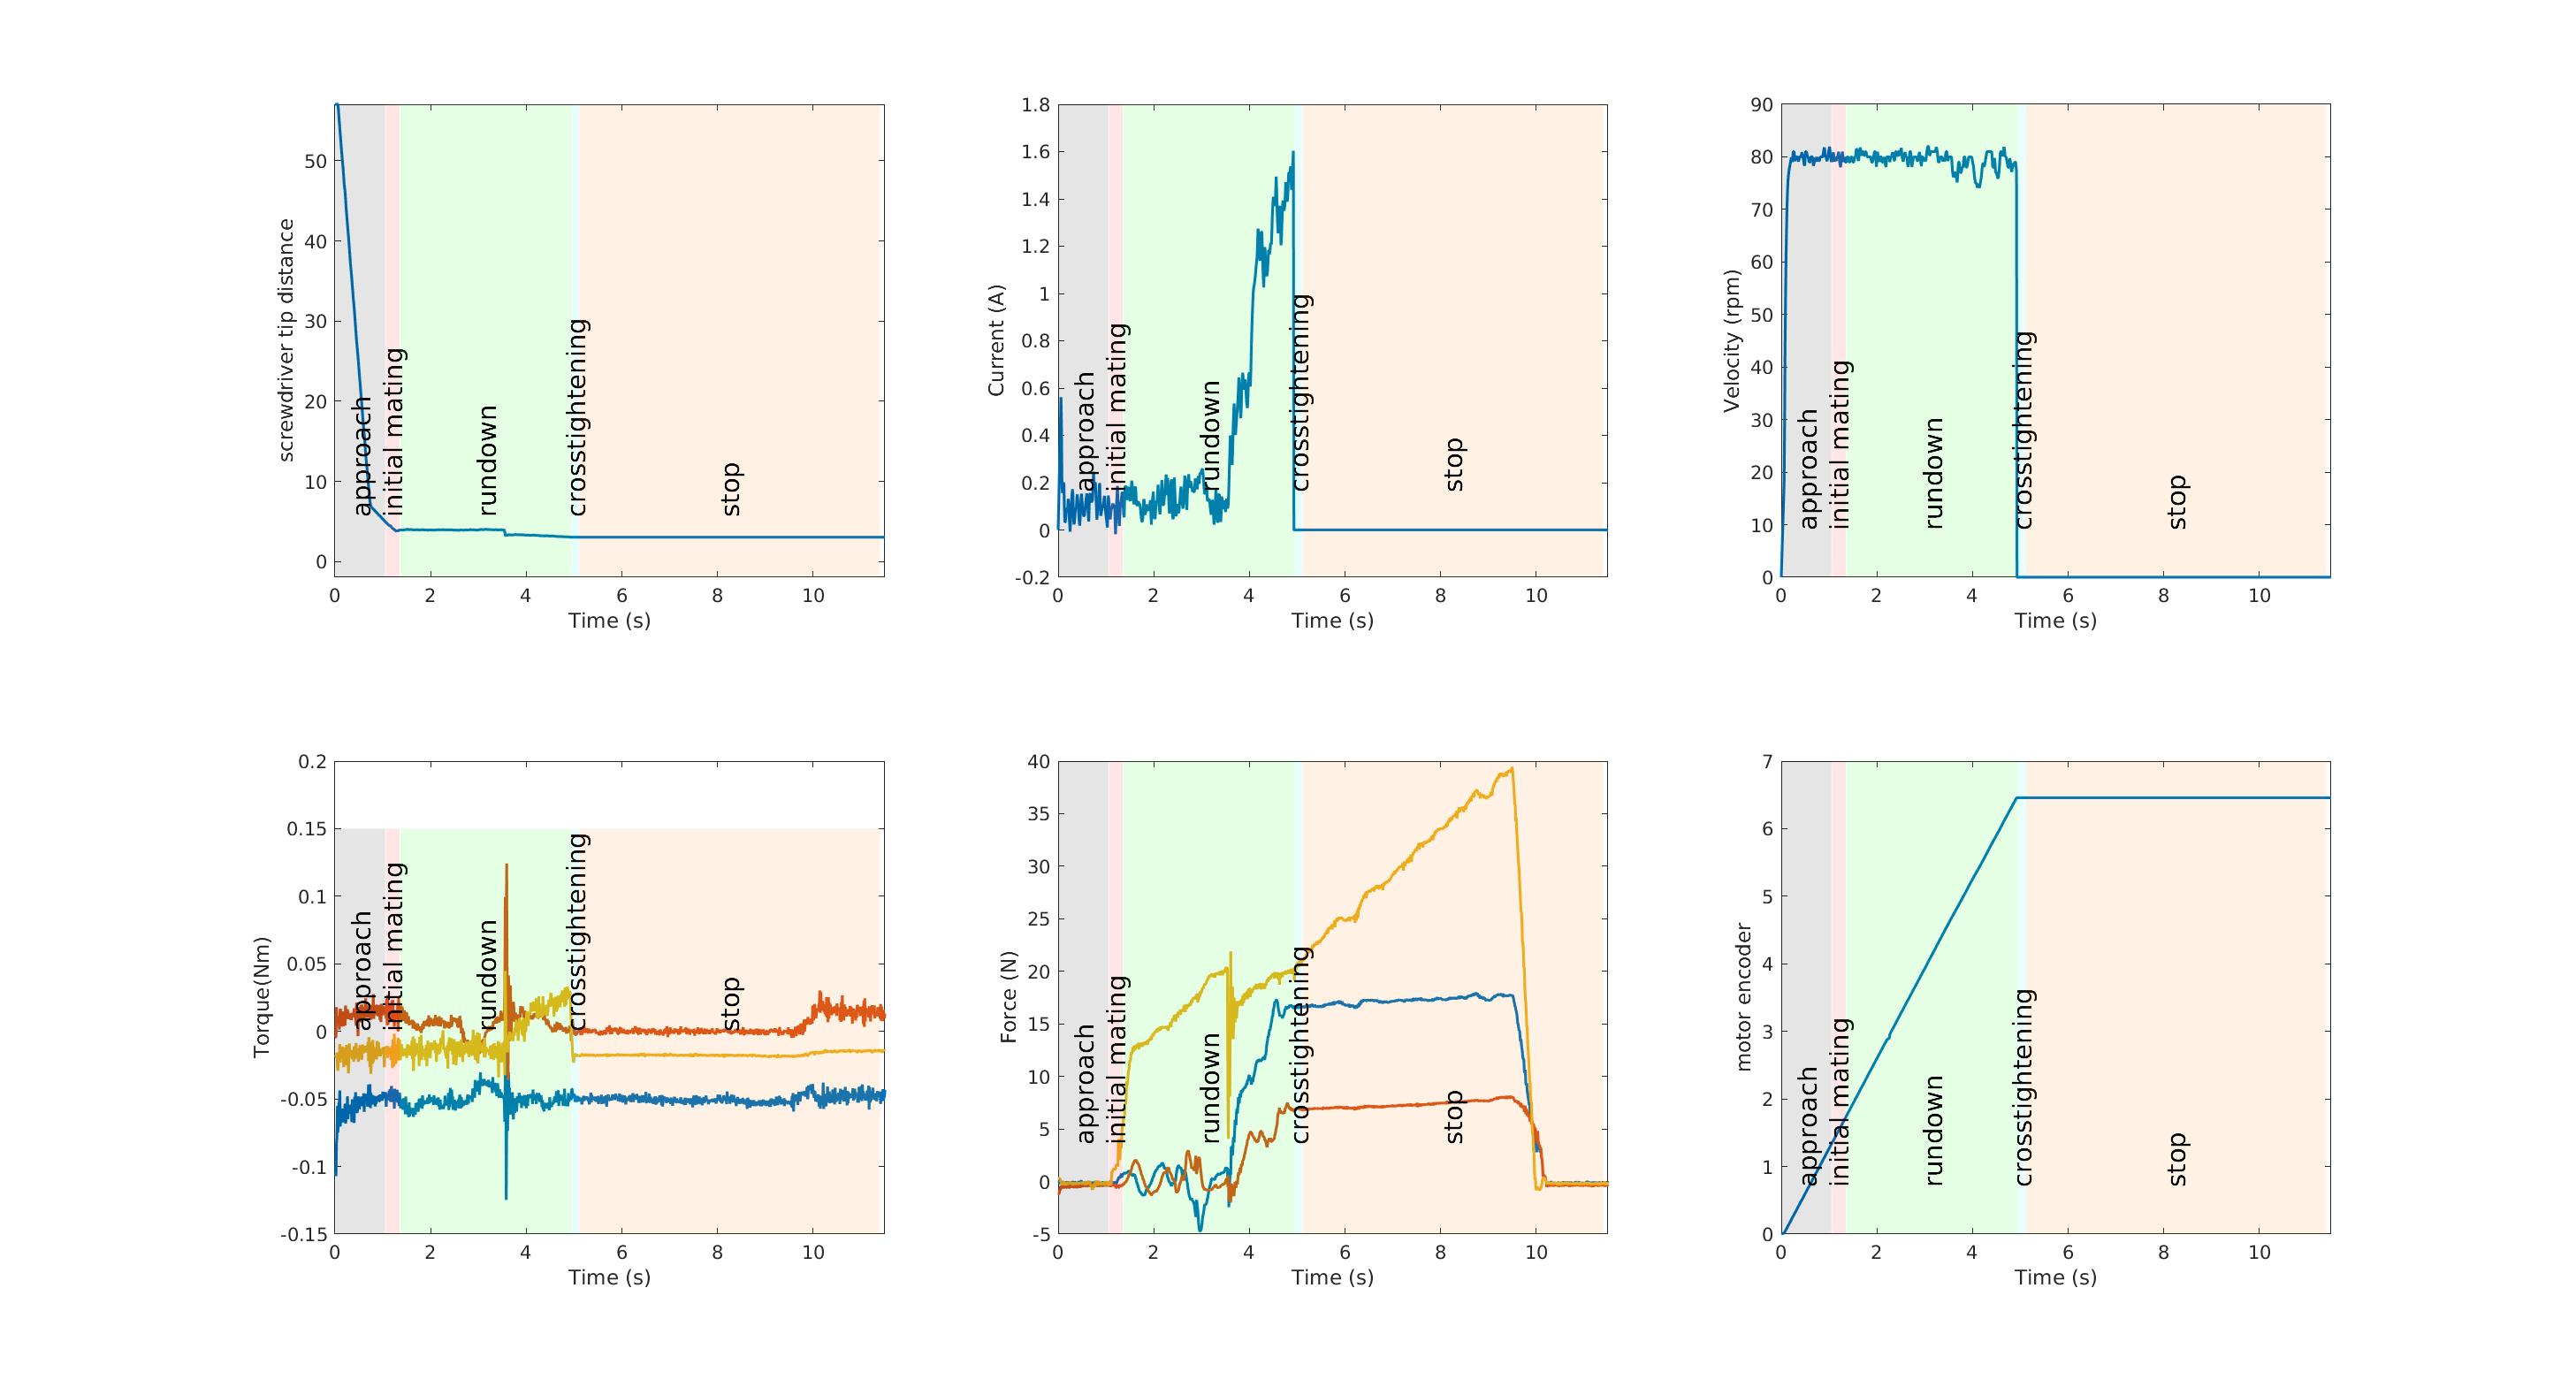 screwdriver tip distance
50
40
30
20
10
0
approach
initial mating
rundown
crosstightening
stop
0 2 4 6 8 10
Time (s)
Current (A)
1.8
1.6
1.4
1.2
1
0.8
0.6
0.4
0.2
0
-0.2
approach
initial mating
rundown
crosstightening
stop
0 2 4 6 8 10
Time (s)
Velocity (rpm)
90
80
70
60
50
40
30
20
10
0
approach
initial mating
rundown
crosstightening
stop
0 2 4 6 8 10
Time (s)
Torque(Nm)
0.2
0.15
0.1
0.05
0
-0.05
-0.1
-0.15
approach
initial mating
rundown
crosstightening
stop
0 2 4 6 8 10
Time (s)
Force (N)
40
35
30
25
20
15
10
5
0
-5
approach
initial mating
rundown
crosstightening
stop
0 2 4 6 8 10
Time (s)
motor encoder
7
6
5
4
3
2
1
0
approach
initial mating
rundown
crosstightening
stop
0 2 4 6 8 10
Time (s)